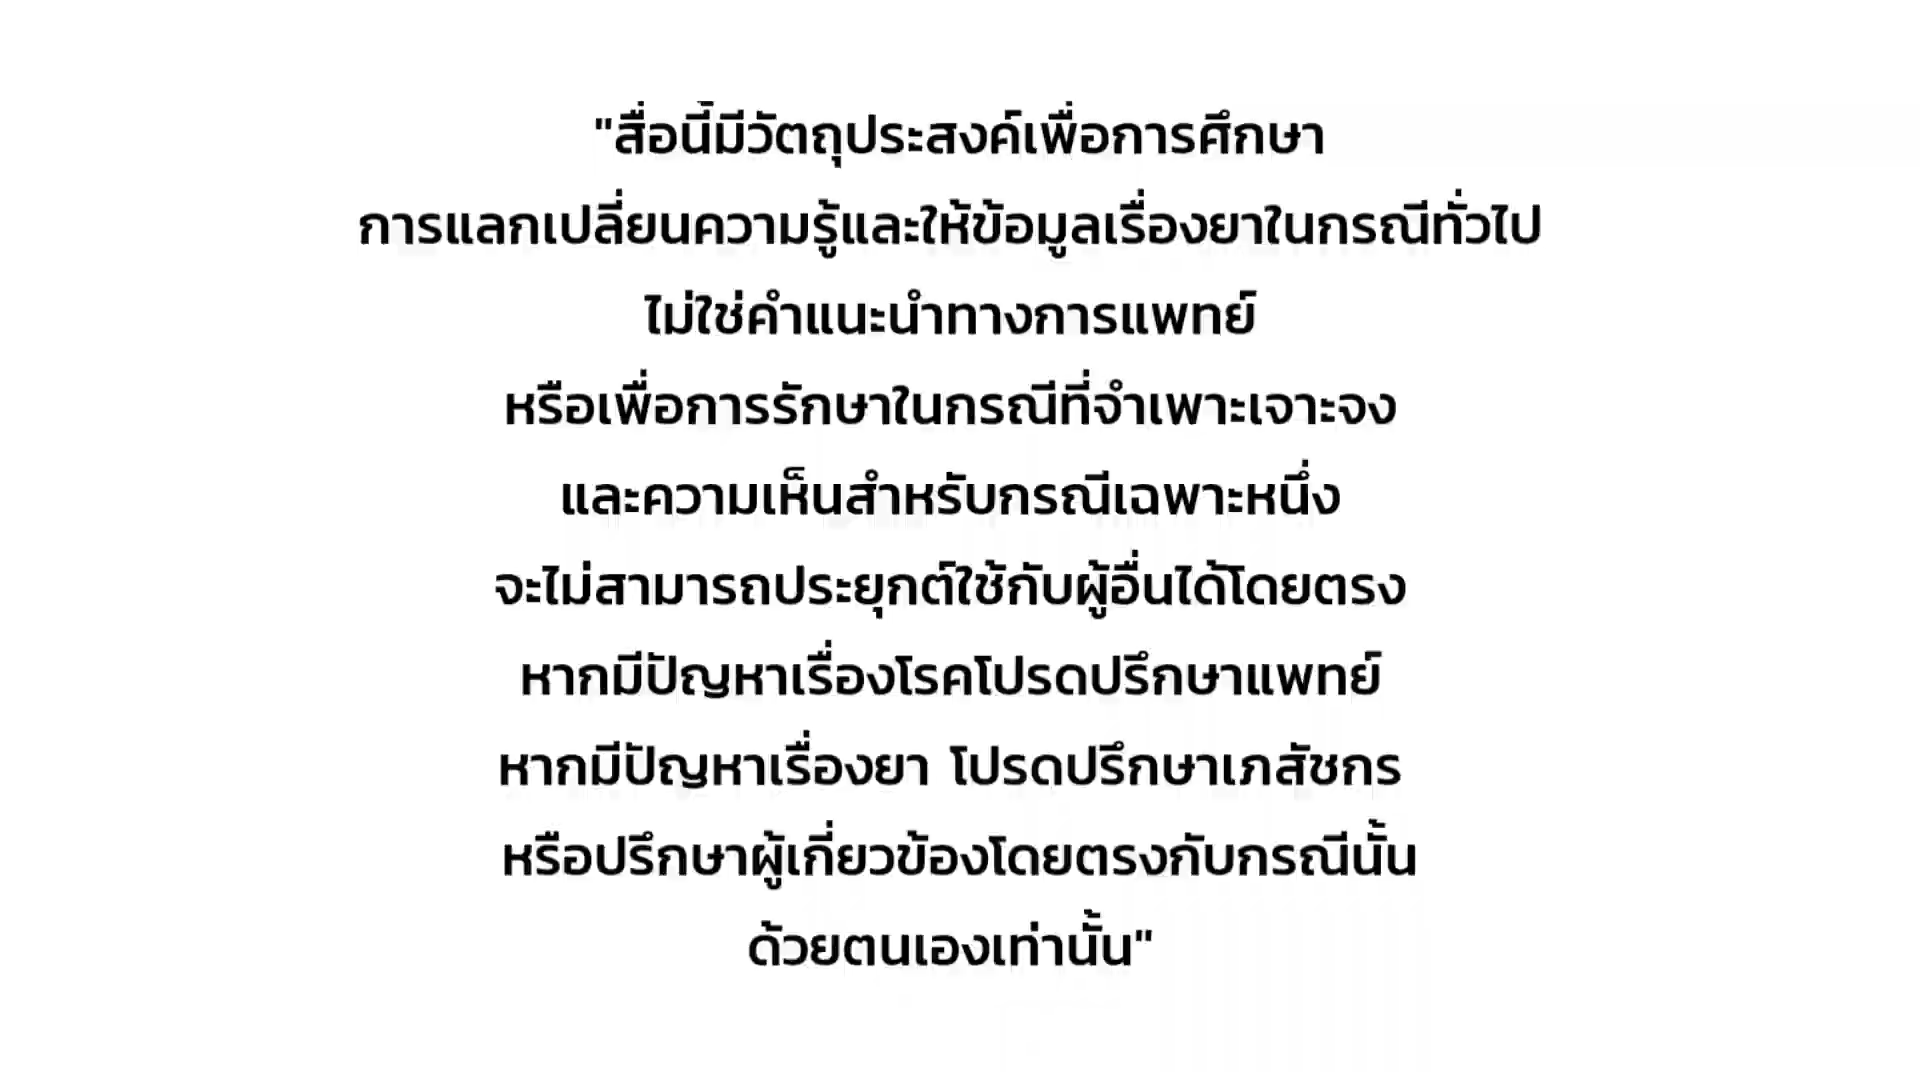 "สื่อนี้มีวัตถุประสงค์เพื่อการศึกษา
การแลกเปลี่ยนความรู้และให้ข้อมูลเรื่องยาในกรณีทั่วไป
ไม่ใช่คำแนะนำทางการแพทย์
หรือเพื่อการรักษาในกรณีที่จำเพาะเจาะจง
และความเห็นสำหรับกรณีเฉพาะหนึ่ง
จะไม่สามารถประยุกต์ใช้กับผู้อื่นได้โดยตรง
หากมีปัญหาเรื่องโรคโปรดปรึกษาแพทย์
หากมีปัญหาเรื่องยา โปรดปรึกษาเภสัชกร
หรือปรึกษาผู้เกี่ยวข้องโดยตรงกับกรณีนั้น
ด้วยตนเองเท่านั้น"